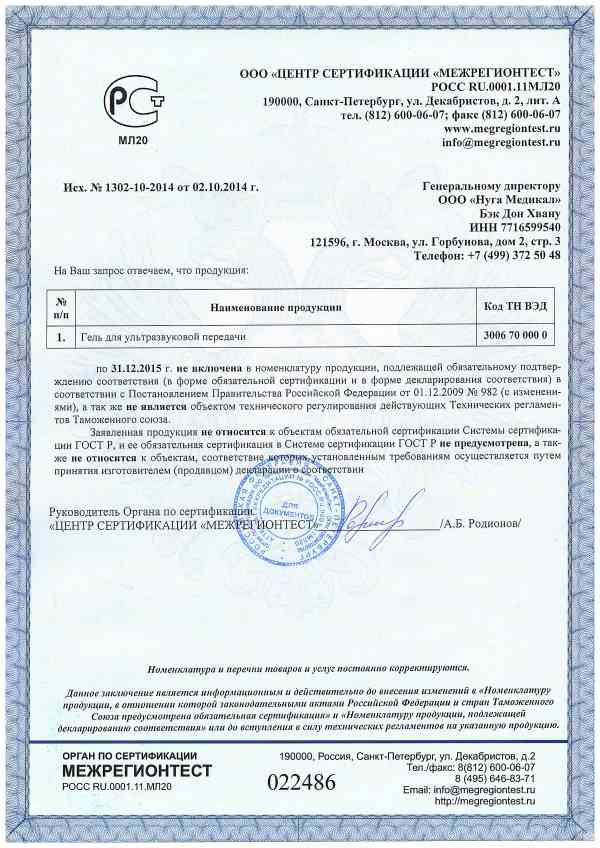 ООО «ЦЕНТР СЕРТИФИКАЦИИ «МЕЖРЕГИОНТЕСТ»
РОСС RU.0001.11МЛ20
190000, Санкт-Петербург, ул. Декабристов, д. 2, лит. А
тел. (812) 600-06-07; факс (812) 600-06-07
www.megregiontest.ru
info@megregiontest.ru
МЛ20
Исх. № 1302-10-2014 от 02.10.2014 г.
Генеральному директору
ООО «Нуга Медикал»
Бэк Дон Хвану
ИНН 7716599540
121596, г. Москва, ул. Горбунова, дом 2, стр. 3
Телефон: +7 (499) 372 50 48
На Ваш запрос отвечаем, что продукция:
№ п/п Наименование продукции Код ТН ВЭД
1. Гель для ультразвуковой передачи 3006 70 000 0
по 31.12.2015 г. не включена в номенклатуру продукции, подлежащей обязательному подтвер-
ждению соответствия (в форме обязательной сертификации и в форме декларирования соответствия) в
соответствии с Постановлением Правительства Российской Федерации от 01.12.2009 № 982 (с изменени-
ями), а так же не является объектом технического регулирования действующих Технических регламен-
тов Таможенного союза.
Заявленная продукция не относится к объектам обязательной сертификации Системы сертифика-
ции ГОСТ Р, и ее обязательная сертификация в Системе сертификации ГОСТ Р не предусмотрена, а так-
же не относится к объектам, соответствие которых установленным требованиям осуществляется путем
принятия изготовителем (продавцом) декларации о соответствии
Руководитель Органа по сертификации
«ЦЕНТР СЕРТИФИКАЦИИ «МЕЖРЕГИОНТЕСТ» /А.Б. Родионов/
ДЛЯ
ДОКУМЕНТОВ
Номенклатура и перечни товаров и услуг постоянно корректируются.
Данное заключение является информационным и действительно до внесения изменений в «Номенклатуру
продукции, в отношении которой законодательными актами Российской Федерации и стран Таможенного
Союза предусмотрена обязательная сертификация» и «Номенклатуру продукции, подлежащей
декларированию соответствия» или до вступления в силу технических регламентов на указанную продукцию.
ОРГАН ПО СЕРТИФИКАЦИИ
МЕЖРЕГИОНТЕСТ
РОСС RU.0001.11.МЛ20
022486
190000, Россия, Санкт-Петербург, ул. Декабристов, д.2
Тел./факс: 8(812) 600-06-07
8 (495) 646-83-71
Email: info@megregiontest.ru
http://megregiontest.ru